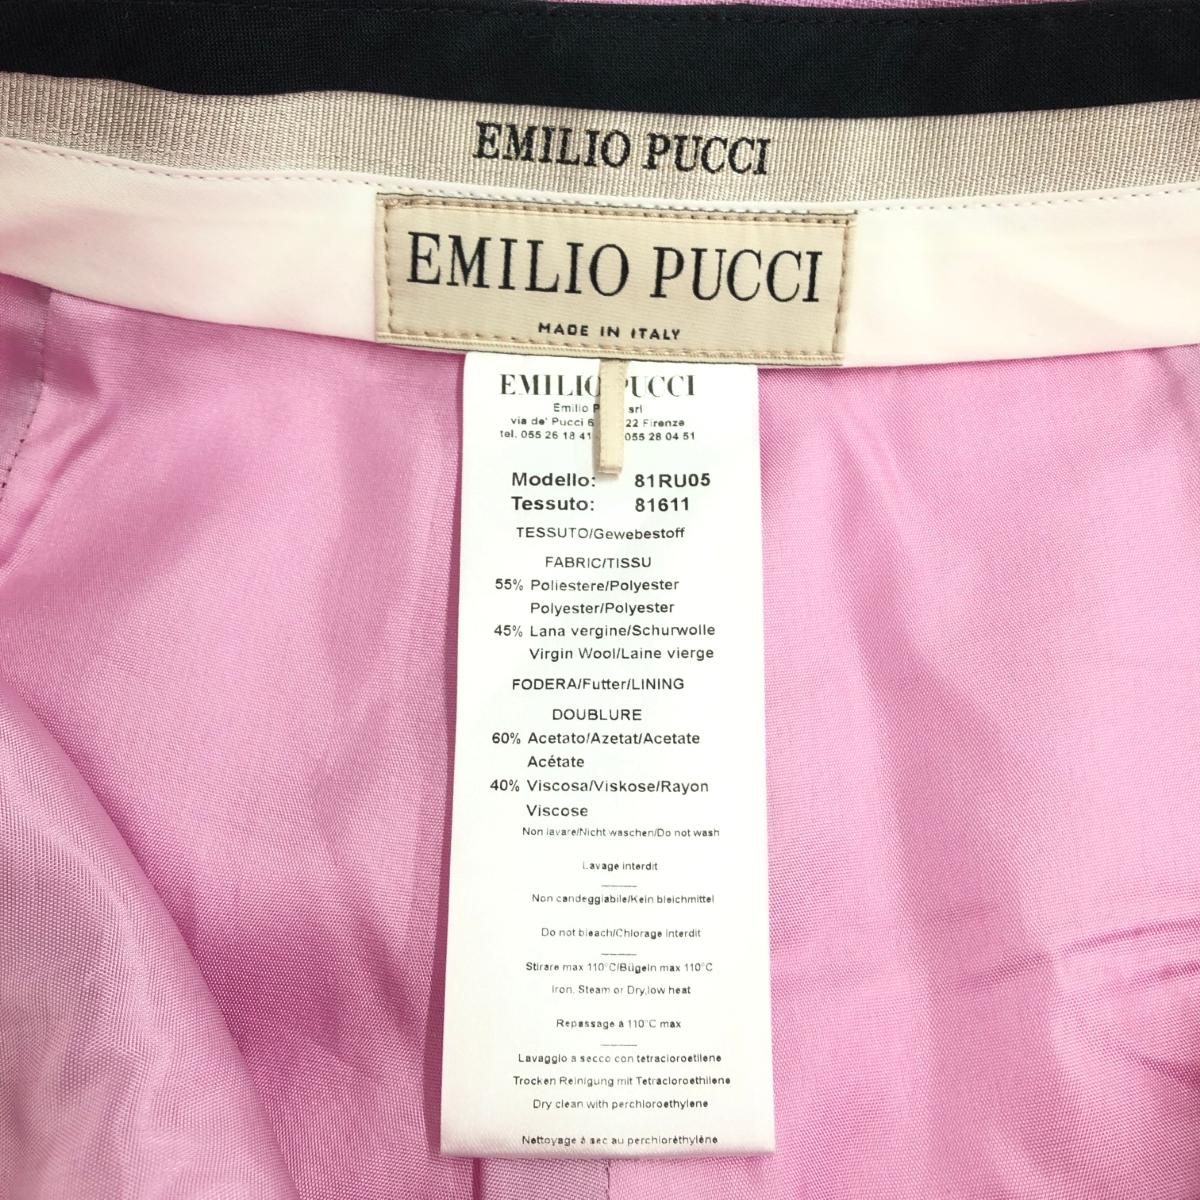 EMILIO PUCCI
EMILIO PUCCI
MADE IN ITALY
EMILIO PUCCI
Emilio P srl
via de' Pucci 6 22 Firenze
tel. 055 26 18 41 055 28 04 51
Modello: 81RU05
Tessuto: 81611
TESSUTO/Gewebestoff
FABRIC/TISSU
55% Poliestere/Polyester
Polyester/Polyester
45% Lana vergine/Schurwolle
Virgin Wool/Laine vierge
FODERA/Futter/LINING
DOUBLURE
60% Acetato/Azetat/Acetate
Acétate
40% Viscosa/Viskose/Rayon
Viscose
Non lavare/Nicht waschen/Do not wash
Lavage interdit
Non candeggiabile/Kein bleichmittel
Do not bleach/Chlorage interdit
Stirare max 110°C/Bügeln max 110°C
Iron, Steam or Dry,low heat
Repassage à 110°C max
Lavaggio a secco con tetracloroetilene
Trocken Reinigung mit Tetracloroethilene
Dry clean with perchloroethylene
Nettoyage à sec au perchloréthylène